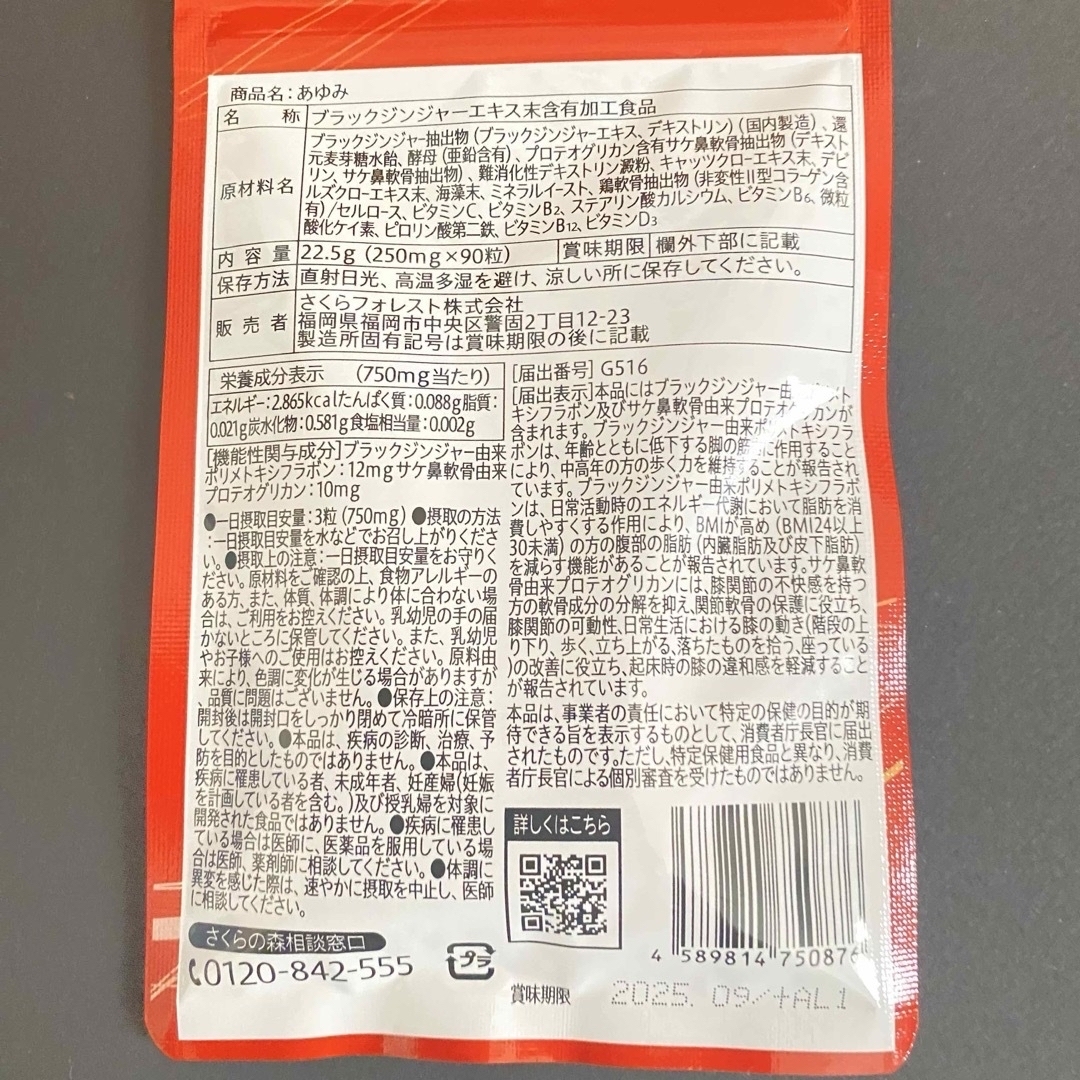 商品名：あゆみ
名称 ブラックジンジャーエキス末含有加工食品
原材料名
ブラックジンジャー抽出物(ブラックジンジャーエキス、デキストリン)(国内製造)、還
元麦芽糖水飴、酵母(亜鉛含有)、プロテオグリカン含有サケ鼻軟骨抽出物(デキスト
リン、サケ鼻軟骨抽出物)、難消化性デキストリン澱粉、キャッツクローエキス末、デビ
ルズクローエキス末、海藻末、ミネラルイースト、鶏軟骨抽出物(非変性Ⅱ型コラーゲン含
有)/セルロース、ビタミンC、ビタミンB2、ステアリン酸カルシウム、ビタミンB6、微粒
酸化ケイ素、ピロリン酸第二鉄、ビタミンB12、ビタミンD3
内容量 22.5g(250mg×90粒) 賞味期限 欄外下部に記載
保存方法 直射日光、高温多湿を避け、涼しい所に保存してください。
販売者
さくらフォレスト株式会社
福岡県福岡市中央区警固2丁目12-23
製造所固有記号は賞味期限の後に記載
栄養成分表示 (750mg当たり)
エネルギー:2.865kcalたんぱく質:0.088g脂質:
0.021g炭水化物:0.581g食塩相当量:0.002g
[機能性関与成分]ブラックジンジャー由来
ポリメトキシフラボン:12mgサケ鼻軟骨由来
プロテオグリカン:10mg
●一日摂取目安量:3粒(750mg)●摂取の方法
:一日摂取目安量を水などでお召し上がりくださ
い。●摂取上の注意:一日摂取目安量をお守りく
ださい。原材料をご確認の上、食物アレルギーの
ある方、また、体質、体調により体に合わない場
合は、ご利用をお控えください。乳幼児の手の届
かないところに保管してください。また、乳幼児
やお子様へのご使用はお控えください。原料由
来により、色調に変化が生じる場合がありますが
、品質に問題はございません。●保存上の注意:
開封後は開封口をしっかり閉めて冷暗所に保管
してください。●本品は、疾病の診断、治療、予
防を目的としたものではありません。●本品は、
疾病に罹患している者、未成年者、妊産婦(妊娠
を計画している者を含む。)及び授乳婦を対象に
開発された食品ではありません。●疾病に罹患し
ている場合は医師に、医薬品を服用している場
合は医師、薬剤師に相談してください。●体調に
異変を感じた際は、速やかに摂取を中止し、医師
に相談してください。
さくらの森相談窓口
0120-842-555
プラ
[届出番号]G516
[届出表示]本品にはブラックジンジャー由メト
キシフラボン及びサケ鼻軟骨由来プロテオグリカンが
含まれます。ブラックジンジャー由来ポリメトキシフラ
ボンは、年齢とともに低下する脚の筋に作用すること
により、中高年の方の歩く力を維持することが報告され
ています。ブラックジンジャー由来ポリメトキシフラボ
ンは、日常活動時のエネルギー代謝において脂肪を消
費しやすくする作用により、BMIが高め(BMI24以上
30未満)の方の腹部の脂肪(内臓脂肪及び皮下脂肪)
を減らす機能があることが報告されています。サケ鼻軟
骨由来プロテオグリカンには、膝関節の不快感を持つ
方の軟骨成分の分解を抑え、関節軟骨の保護に役立ち、
膝関節の可動性、日常生活における膝の動き(階段の上
り下り、歩く、立ち上がる、落ちたものを拾う、座っている
)の改善に役立ち、起床時の膝の違和感を軽減すること
が報告されています。
本品は、事業者の責任において特定の保健の目的が期
待できる旨を表示するものとして、消費者庁長官に届出
されたものです。ただし、特定保健用食品と異なり、消費
者庁長官による個別審査を受けたものではありません。
詳しくはこちら
4 589814 750876
賞味期限 2025.09/+AL1